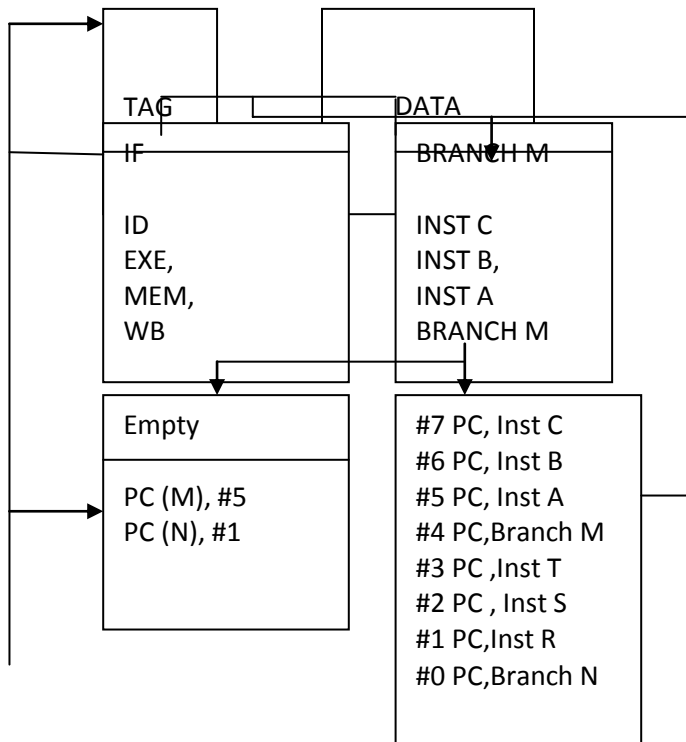 TAG
DATA
IF
ID
EXE,
MEM,
WB
BRANCH M
INST C
INST B,
INST A
BRANCH M
Empty
PC (M), #5
PC (N), #1
#7 PC, Inst C
#6 PC, Inst B
#5 PC, Inst A
#4 PC,Branch M
#3 PC ,Inst T
#2 PC , Inst S
#1 PC,Inst R
#0 PC,Branch N